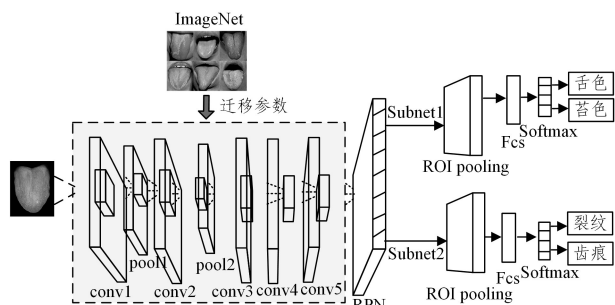 ImageNet
迁移参数
conv1
pool1
conv2
pool2
conv3
conv4
conv5
RPN
Subnet1
ROI pooling
Fcs
Softmax
舌色
苔色
Subnet2
ROI pooling
Fcs
Softmax
裂纹
齿痕